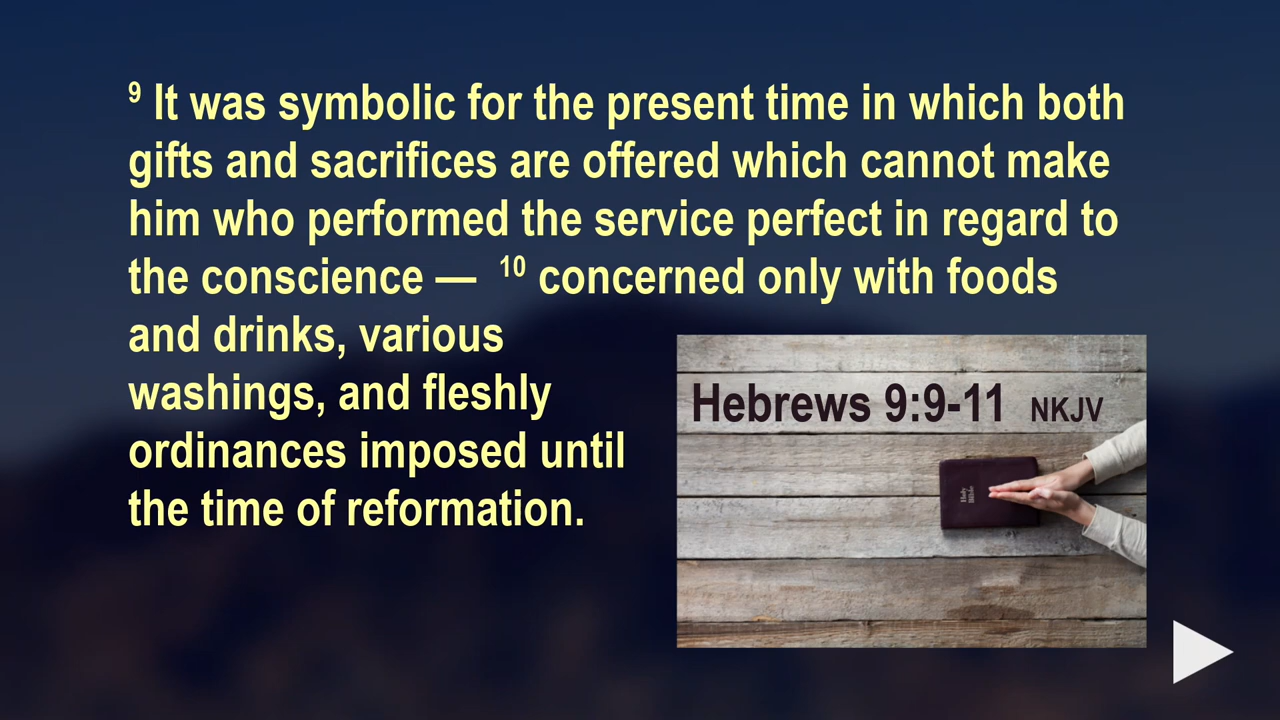 9 It was symbolic for the present time in which both
gifts and sacrifices are offered which cannot make
him who performed the service perfect in regard to
the conscience — 10 concerned only with foods
and drinks, various
washings, and fleshly
ordinances imposed until
the time of reformation.
Hebrews 9:9-11 NKJV
Holy
Bible